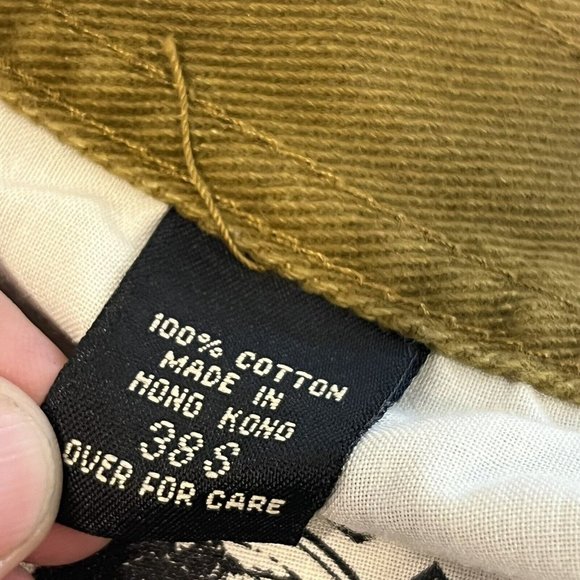 100% COTTON
MADE IN
HONG KONG
38S
OVER FOR CARE